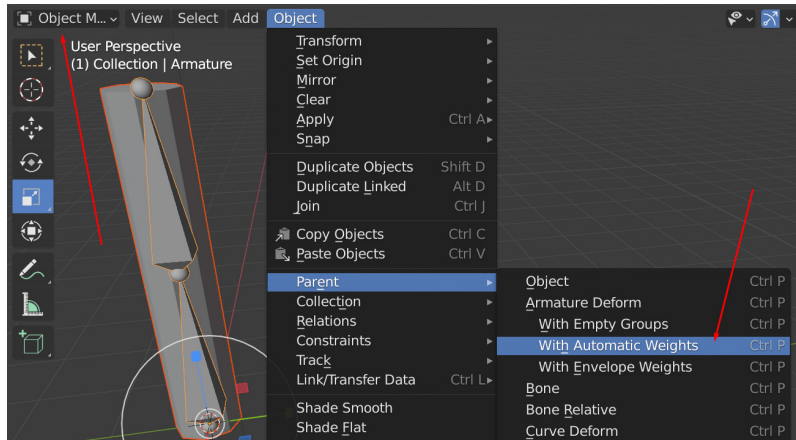 Object M... View Select Add Object
User Perspective
(1) Collection | Armature
Transform
Set Origin
Mirror
Clear
Apply Ctrl A
Snap
Duplicate Objects Shift D
Duplicate Linked Alt D
Join Ctrl J
Copy Objects Ctrl C
Paste Objects Ctrl V
Parent
Collection
Relations
Constraints
Track
Link/Transfer Data Ctrl L
Shade Smooth
Shade Flat
Object Ctrl P
Armature Deform Ctrl P
With Empty Groups Ctrl P
With Automatic Weights Ctrl P
With Envelope Weights Ctrl P
Bone Ctrl P
Bone Relative Ctrl P
Curve Deform Ctrl P